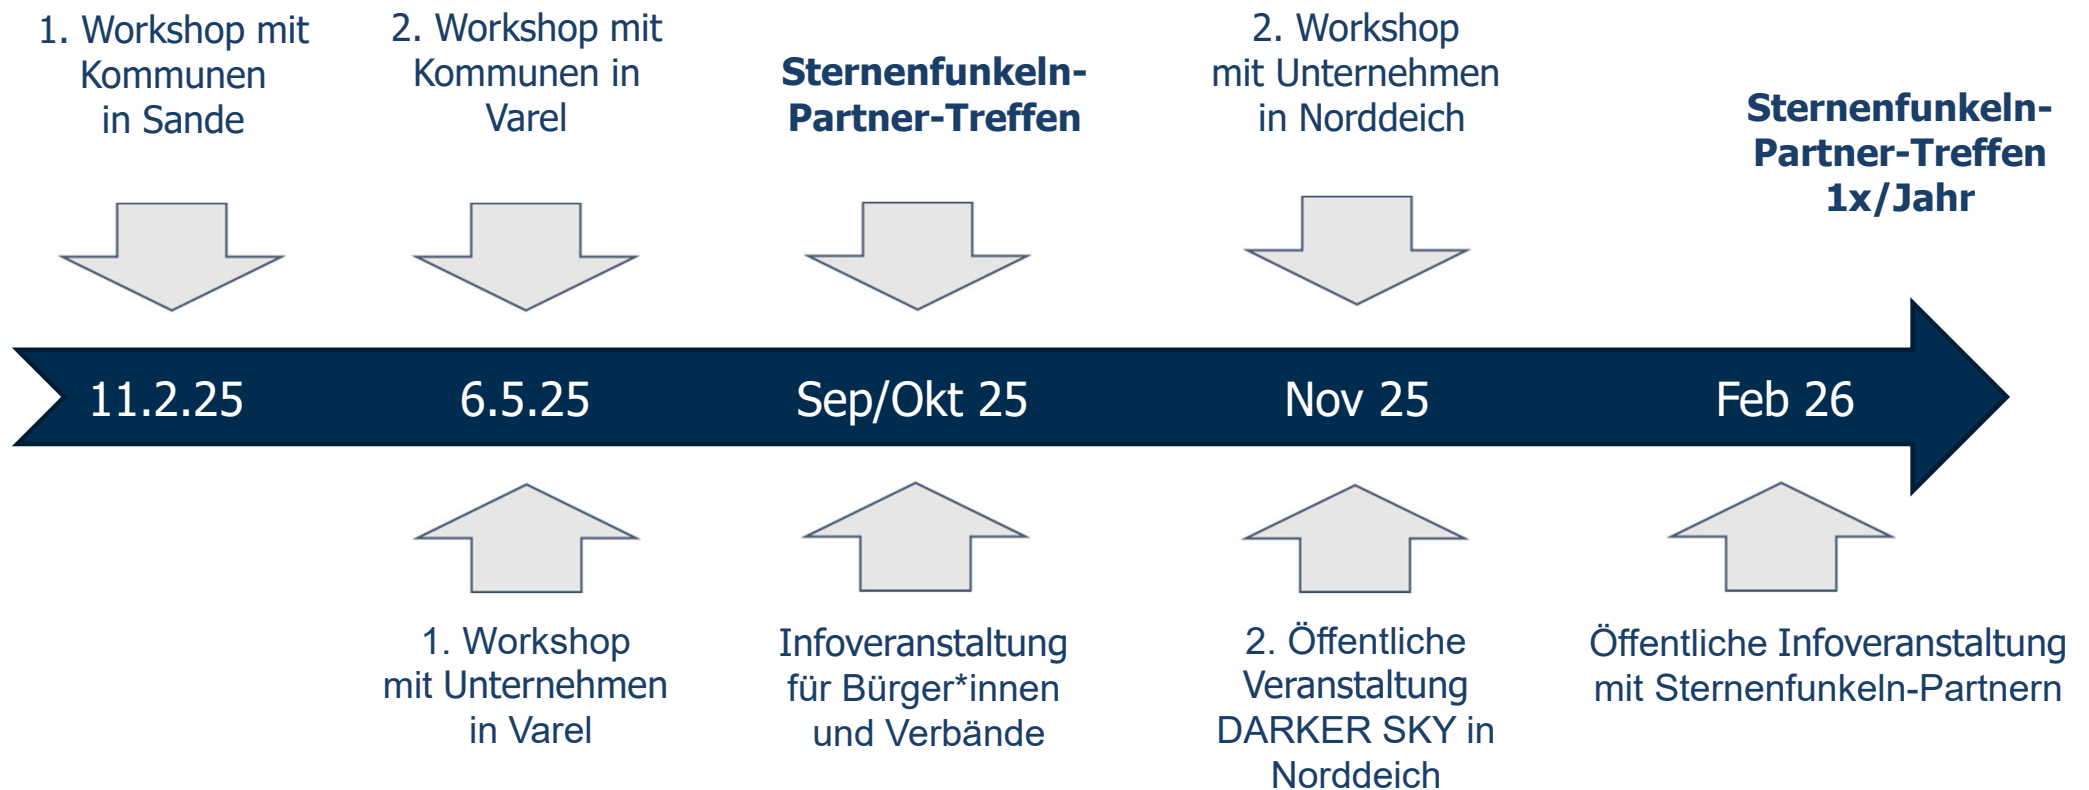 1. Workshop mit
Kommunen
in Sande
2. Workshop mit
Kommunen in
Varel
Sternenfunkeln-
Partner-Treffen
2. Workshop
mit Unternehmen
in Norddeich
Sternenfunkeln-
Partner-Treffen
1x/Jahr
11.2.25
6.5.25
Sep/Okt 25
Nov 25
Feb 26
1. Workshop
mit Unternehmen
in Varel
Infoveranstaltung
für Bürger*innen
und Verbände
2. Öffentliche
Veranstaltung
DARKER SKY in
Norddeich
Öffentliche Infoveranstaltung
mit Sternenfunkeln-Partnern